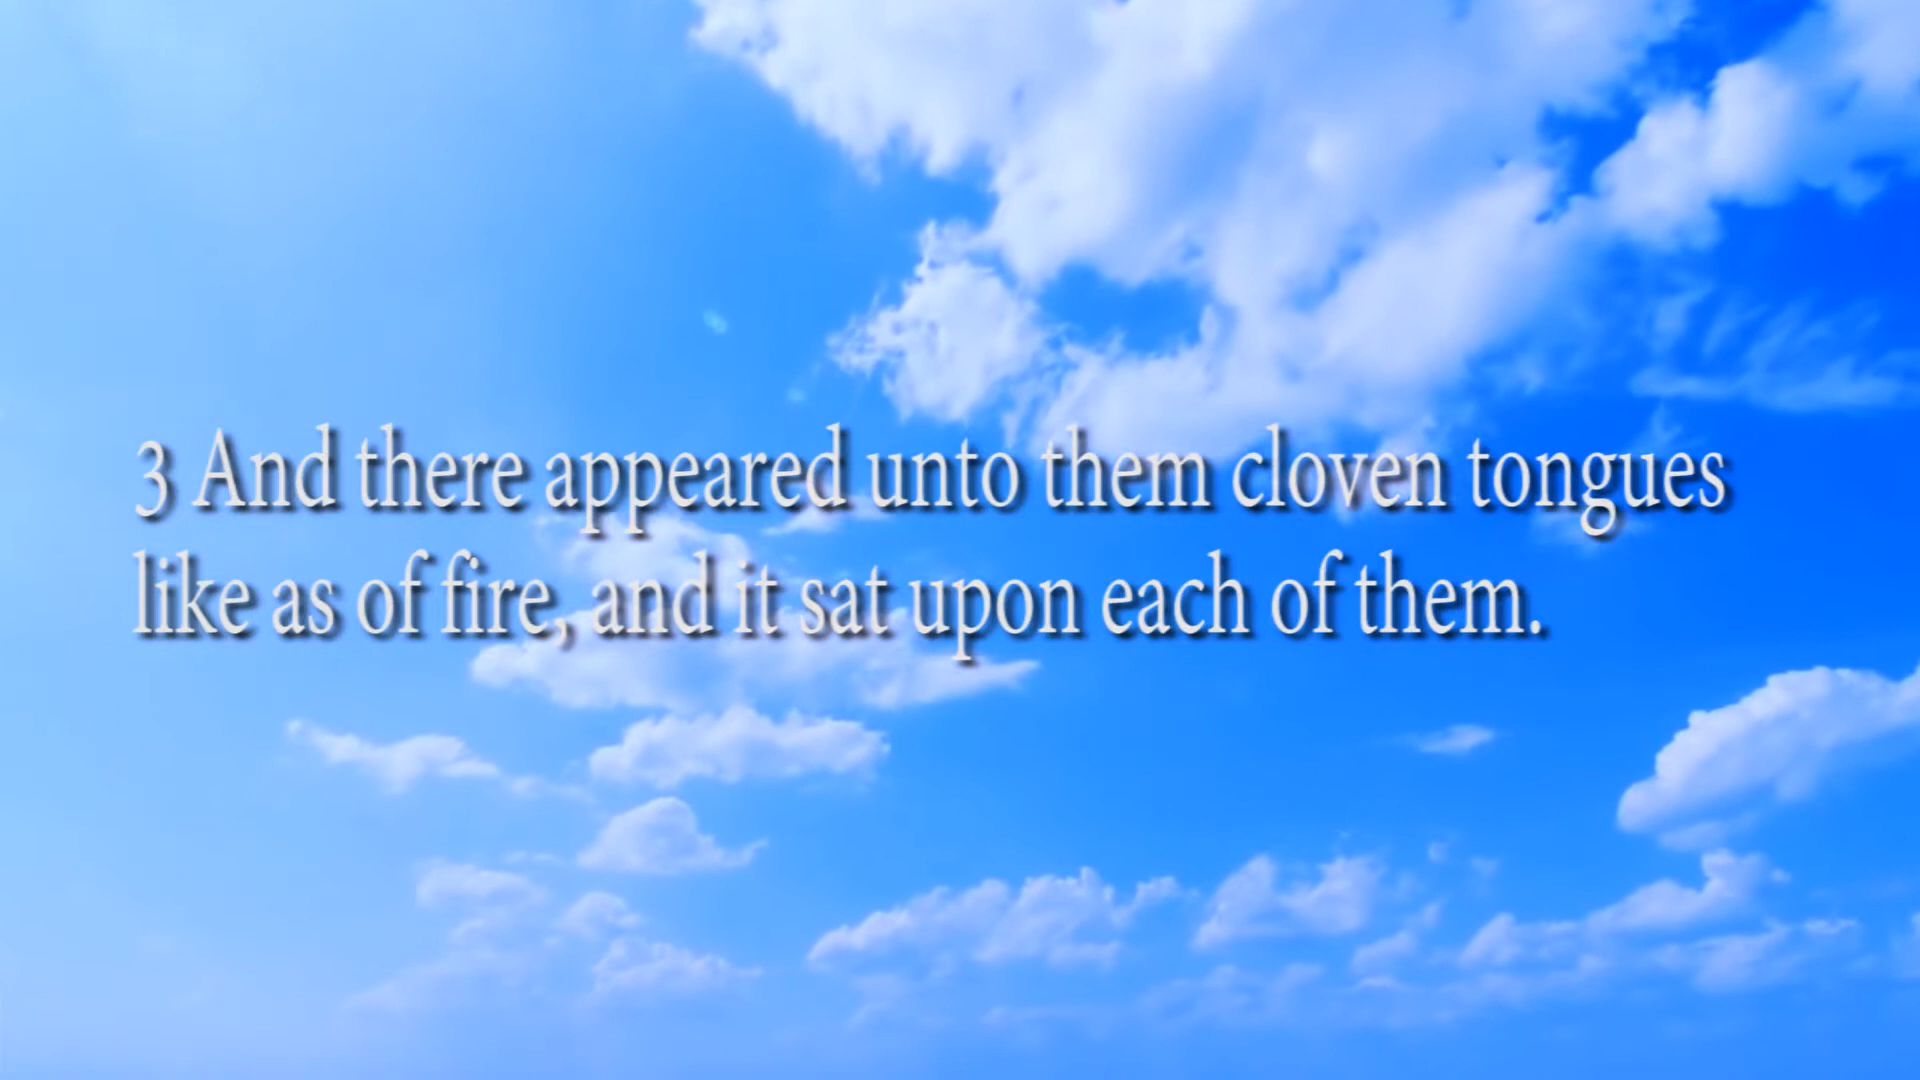 3 And there appeared unto them cloven tongues
like as of fire, and it sat upon each of them.